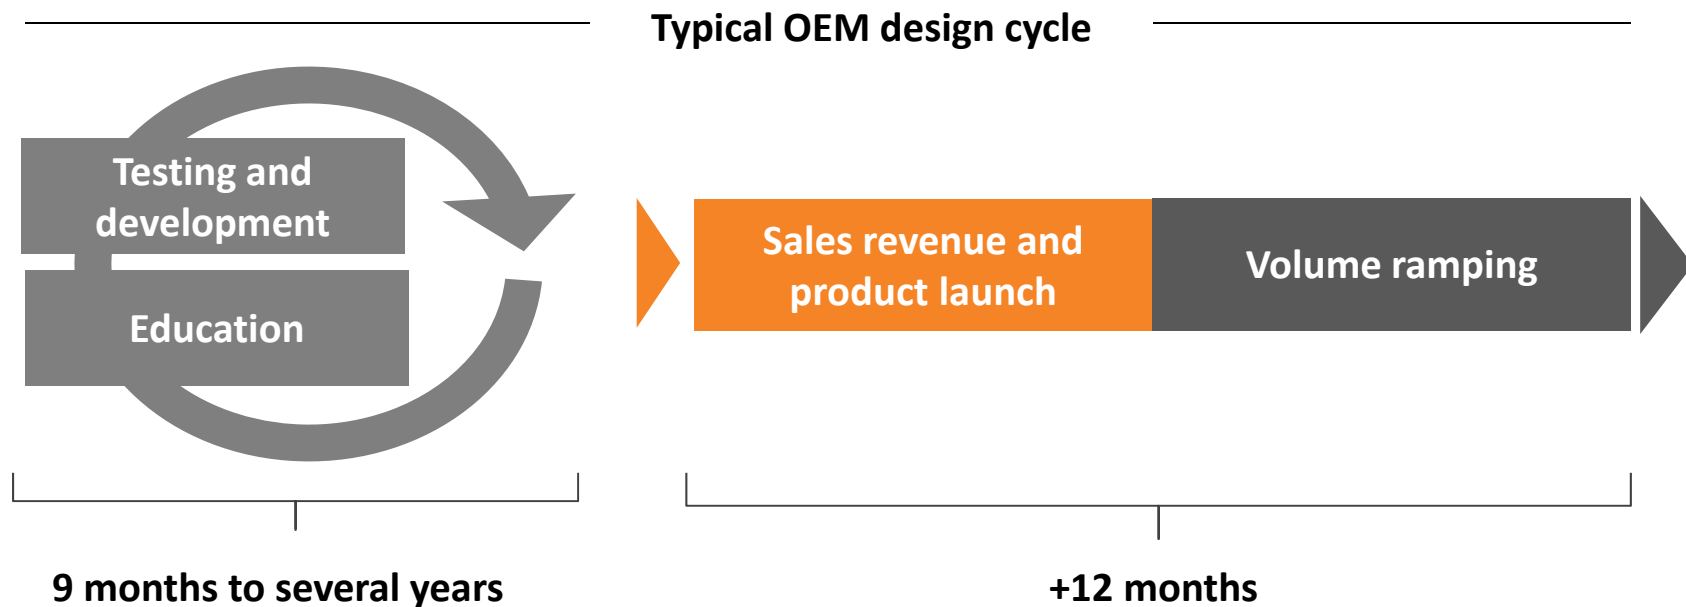 Typical OEM design cycle
Testing and
development
Education
Sales revenue and
product launch
Volume ramping
9 months to several years
+12 months